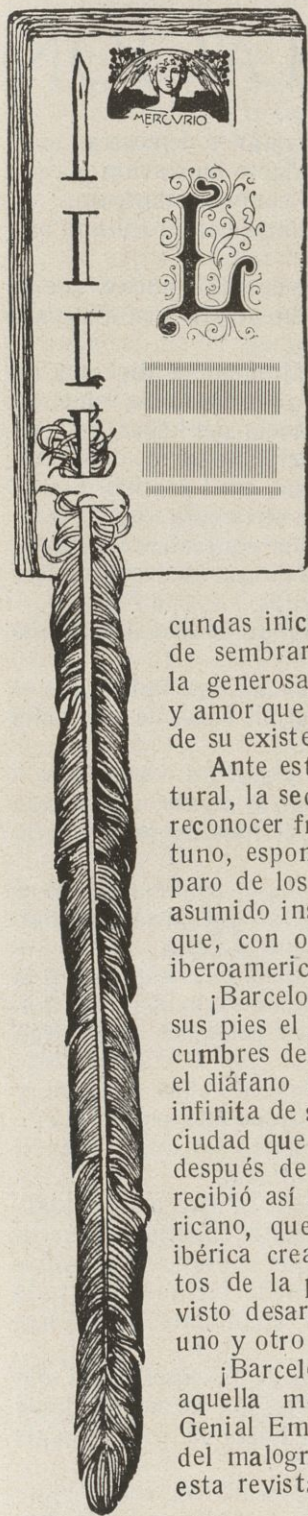 MERCVRIO
L
cundas inic
de sembrar
la generosa
y amor que
de su existe
Ante est
tural, la sec
reconocer fr
tuno, espon
paro de los
asumido ins
que, con o
iberoameric
¡Barcelo
sus pies el
cumbres de
el diáfano
infinita de s
ciudad que
después de
recibió así
ricano, que
ibérica crea
tos de la p
visto desar
uno y otro
¡Barcelo
aquella m
Genial Em
del malogr
esta revist